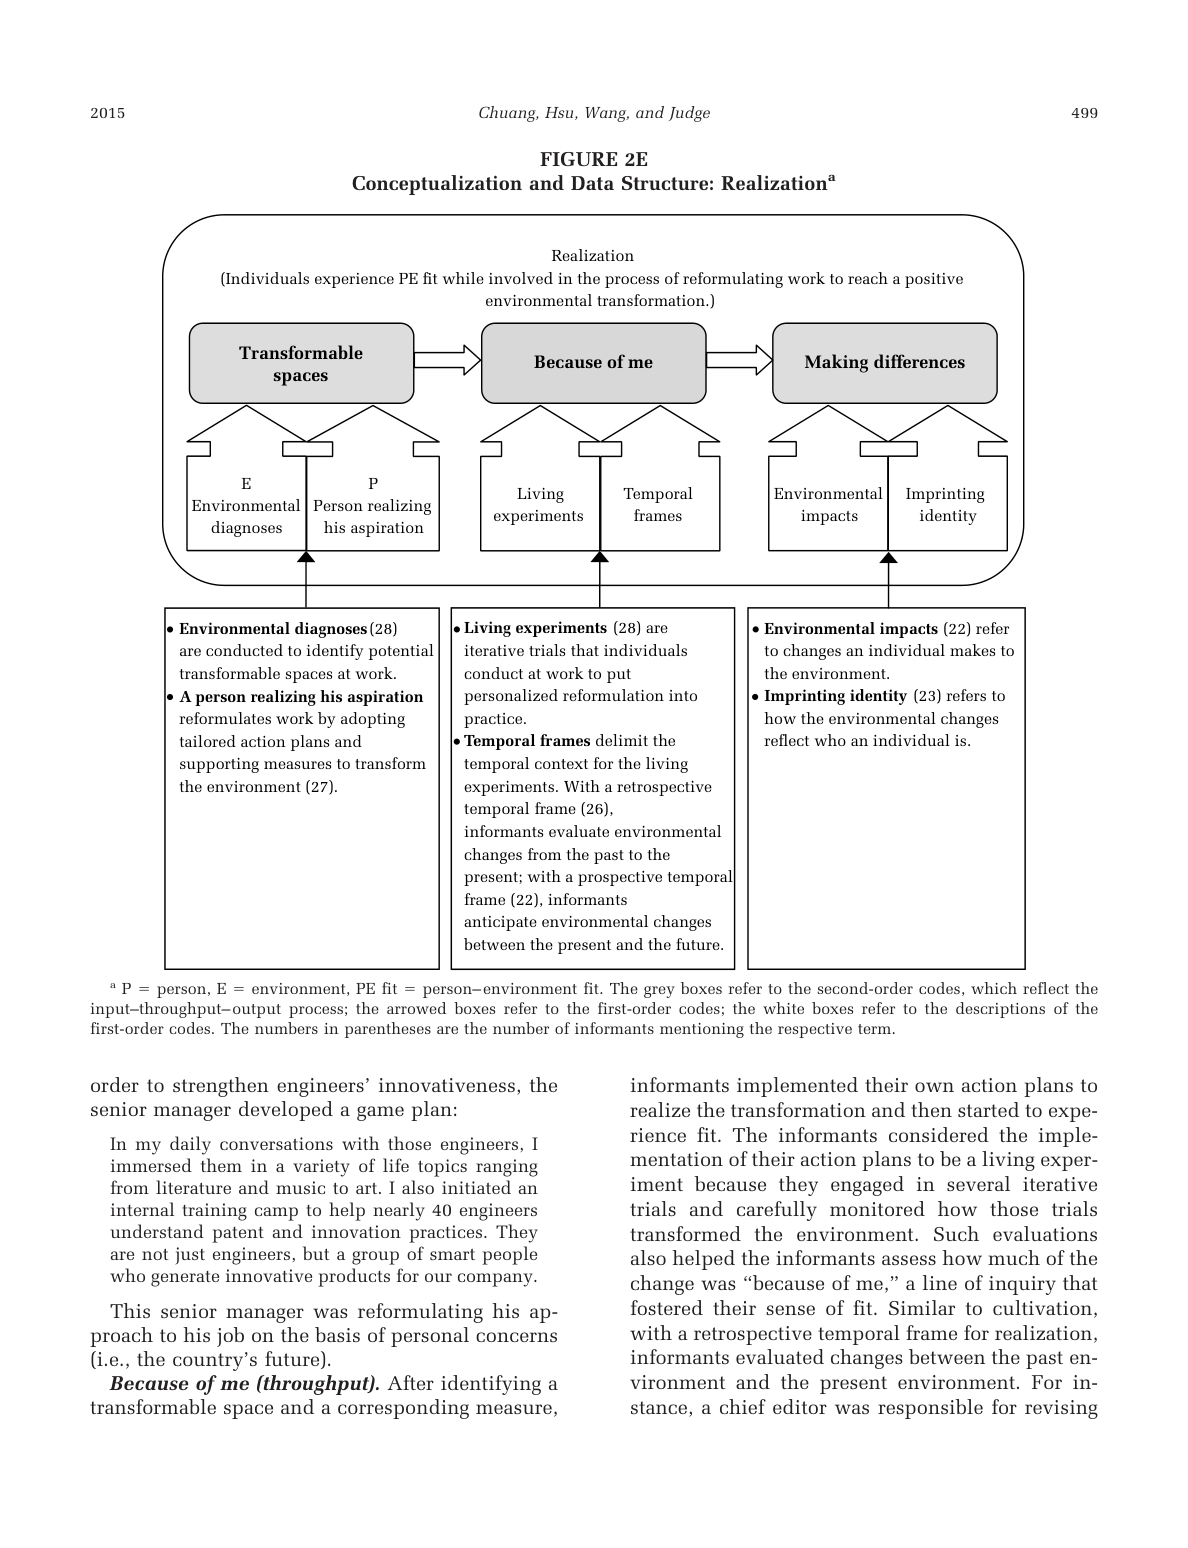 2015
Chuang, Hsu, Wang, and Judge
499
FIGURE 2E
Conceptualization and Data Structure: Realizationᵃ
Realization
(Individuals experience PE fit while involved in the process of reformulating work to reach a positive
environmental transformation.)
Transformable
spaces
Because of me
Making differences
E
Environmental
diagnoses
P
Person realizing
his aspiration
Living
experiments
Temporal
frames
Environmental
impacts
Imprinting
identity
• Environmental diagnoses (28)
are conducted to identify potential
transformable spaces at work.
• A person realizing his aspiration
reformulates work by adopting
tailored action plans and
supporting measures to transform
the environment (27).
• Living experiments (28) are
iterative trials that individuals
conduct at work to put
personalized reformulation into
practice.
• Temporal frames delimit the
temporal context for the living
experiments. With a retrospective
temporal frame (26),
informants evaluate environmental
changes from the past to the
present; with a prospective temporal
frame (22), informants
anticipate environmental changes
between the present and the future.
• Environmental impacts (22) refer
to changes an individual makes to
the environment.
• Imprinting identity (23) refers to
how the environmental changes
reflect who an individual is.
ᵃ P = person, E = environment, PE fit = person–environment fit. The grey boxes refer to the second-order codes, which reflect the
input–throughput–output process; the arrowed boxes refer to the first-order codes; the white boxes refer to the descriptions of the
first-order codes. The numbers in parentheses are the number of informants mentioning the respective term.
order to strengthen engineers’ innovativeness, the
senior manager developed a game plan:
In my daily conversations with those engineers, I
immersed them in a variety of life topics ranging
from literature and music to art. I also initiated an
internal training camp to help nearly 40 engineers
understand patent and innovation practices. They
are not just engineers, but a group of smart people
who generate innovative products for our company.
This senior manager was reformulating his ap-
proach to his job on the basis of personal concerns
(i.e., the country’s future).
Because of me (throughput). After identifying a
transformable space and a corresponding measure,
informants implemented their own action plans to
realize the transformation and then started to expe-
rience fit. The informants considered the imple-
mentation of their action plans to be a living exper-
iment because they engaged in several iterative
trials and carefully monitored how those trials
transformed the environment. Such evaluations
also helped the informants assess how much of the
change was “because of me,” a line of inquiry that
fostered their sense of fit. Similar to cultivation,
with a retrospective temporal frame for realization,
informants evaluated changes between the past en-
vironment and the present environment. For in-
stance, a chief editor was responsible for revising